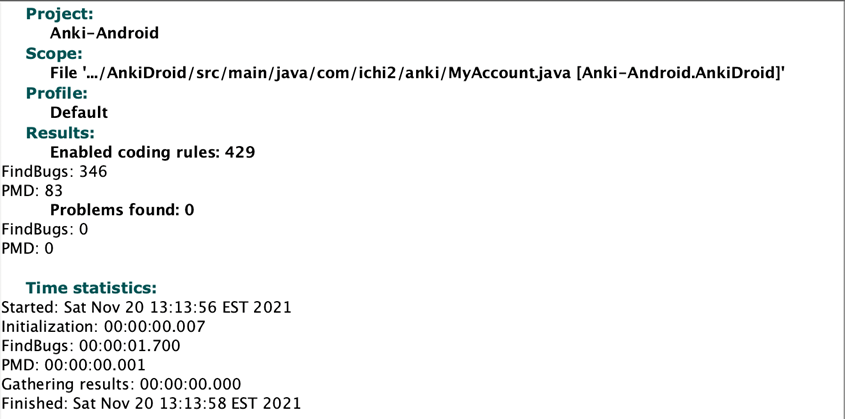 Project:
Anki-Android
Scope:
File '.../AnkiDroid/src/main/java/com/ichi2/anki/MyAccount.java [Anki-Android.AnkiDroid]'
Profile:
Default
Results:
Enabled coding rules: 429
FindBugs: 346
PMD: 83
Problems found: 0
FindBugs: 0
PMD: 0
Time statistics:
Started: Sat Nov 20 13:13:56 EST 2021
Initialization: 00:00:00.007
FindBugs: 00:00:01.700
PMD: 00:00:00.001
Gathering results: 00:00:00.000
Finished: Sat Nov 20 13:13:58 EST 2021